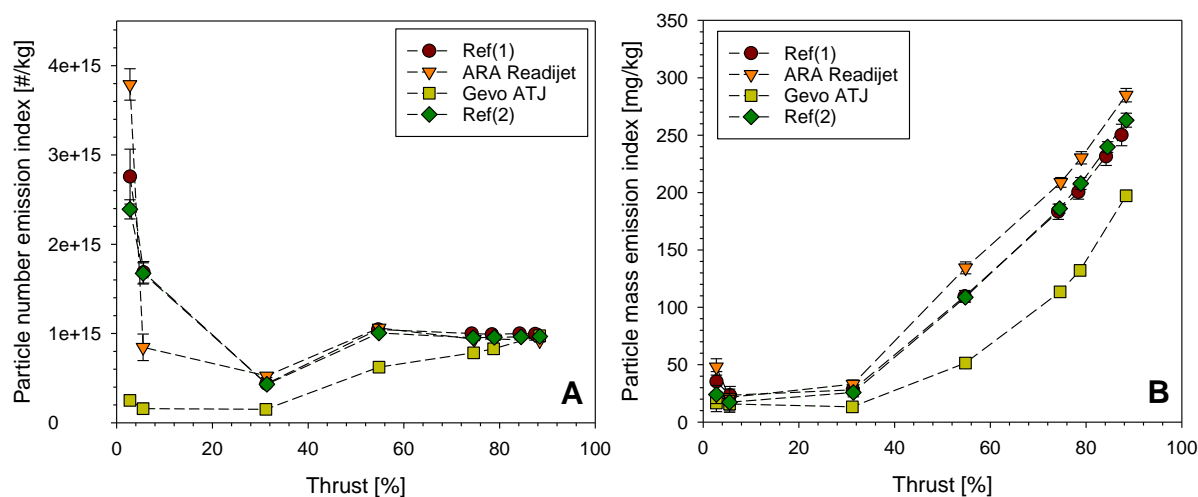 Particle number emission index [#/kg]
4e+15
3e+15
2e+15
1e+15
0
Ref(1)
ARA Readijet
Gevo ATJ
Ref(2)
A
0 20 40 60 80 100
Thrust [%]
Particle mass emission index [mg/kg]
350
300
250
200
150
100
50
0
Ref(1)
ARA Readijet
Gevo ATJ
Ref(2)
B
0 20 40 60 80 100
Thrust [%]